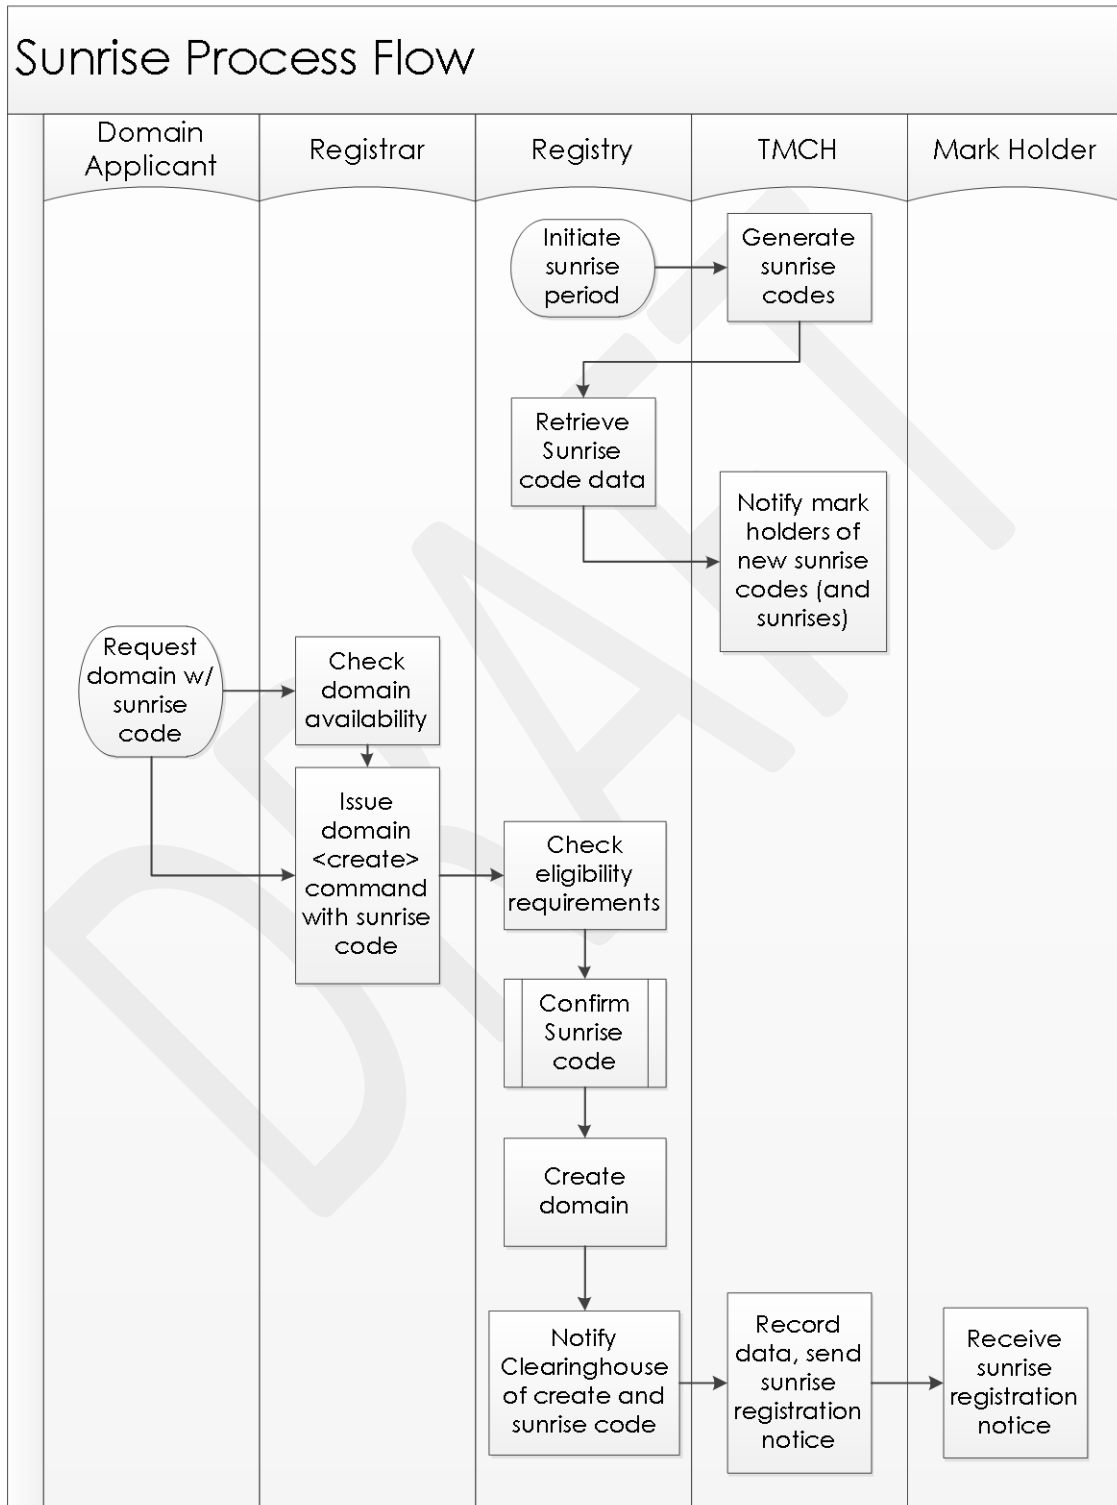 Sunrise Process Flow
Domain
Applicant
Registrar
Registry
TMCH
Mark Holder
Initiate
sunrise
period
Generate
sunrise
codes
Retrieve
Sunrise
code data
Notify mark
holders of
new sunrise
codes (and
sunrises)
Request
domain w/
sunrise
code
Check
domain
availability
Issue
domain
<create>
command
with sunrise
code
Check
eligibility
requirements
Confirm
Sunrise
code
Create
domain
Notify
Clearinghouse
of create and
sunrise code
Record
data, send
sunrise
registration
notice
Receive
sunrise
registration
notice
DRAFT